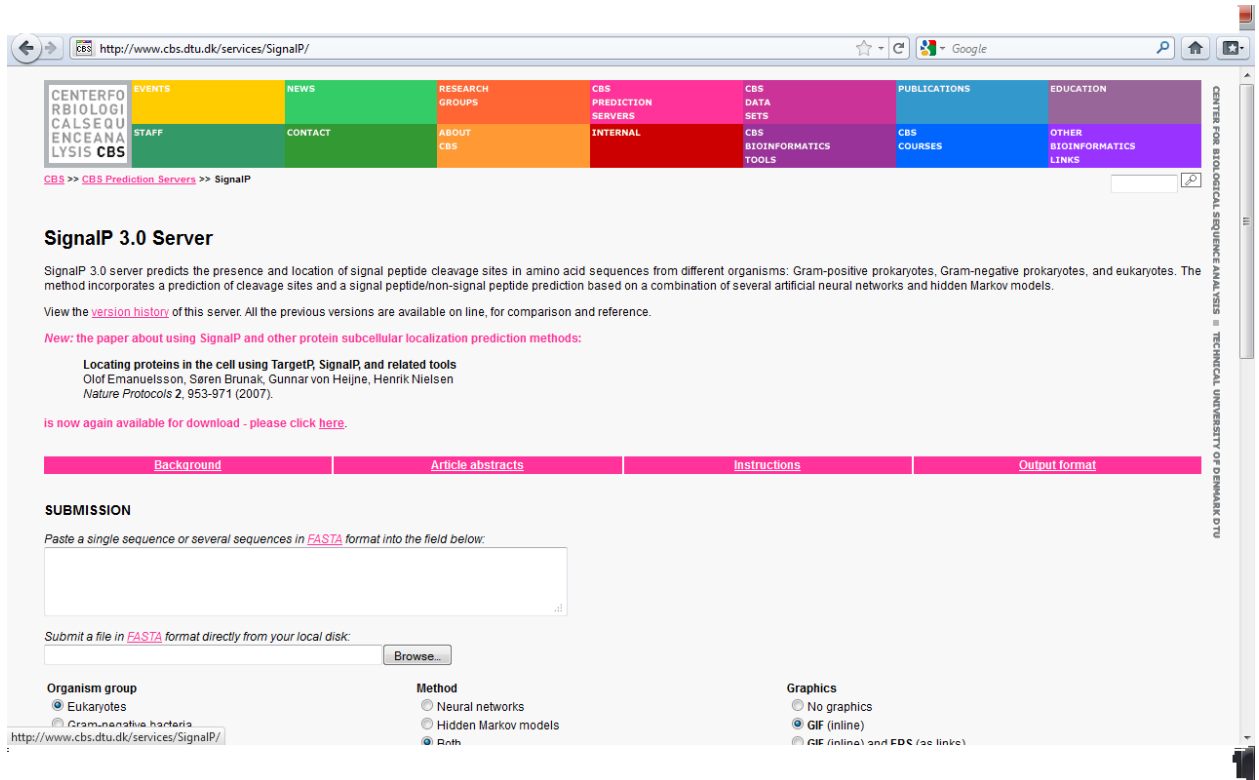 http://www.cbs.dtu.dk/services/SignalP/
Google
CENTERFO
RBIOLOGI
CALSEQU
ENCEANA
LYSIS CBS
EVENTS
NEWS
RESEARCH
GROUPS
CBS
PREDICTION
SERVERS
CBS
DATA
SETS
PUBLICATIONS
EDUCATION
STAFF
CONTACT
ABOUT
CBS
INTERNAL
CBS
BIOINFORMATICS
TOOLS
CBS
COURSES
OTHER
BIOINFORMATICS
LINKS
CENTER FOR BIOLOGICAL SEQUENCE ANALYSIS TECHNICAL UNIVERSITY OF DENMARK DTU
CBS >> CBS Prediction Servers >> SignalP
SignalP 3.0 Server
SignalP 3.0 server predicts the presence and location of signal peptide cleavage sites in amino acid sequences from different organisms: Gram-positive prokaryotes, Gram-negative prokaryotes, and eukaryotes. The
method incorporates a prediction of cleavage sites and a signal peptide/non-signal peptide prediction based on a combination of several artificial neural networks and hidden Markov models.
View the version history of this server. All the previous versions are available on line, for comparison and reference.
New: the paper about using SignalP and other protein subcellular localization prediction methods:
Locating proteins in the cell using TargetP, SignalP, and related tools
Olof Emanuelsson, Søren Brunak, Gunnar von Heijne, Henrik Nielsen
Nature Protocols 2, 953-971 (2007).
is now again available for download - please click here.
Background
Article abstracts
Instructions
Output format
SUBMISSION
Paste a single sequence or several sequences in FASTA format into the field below:
Submit a file in FASTA format directly from your local disk:
Browse...
Organism group
Method
Graphics
Eukaryotes
Neural networks
No graphics
Gram-negative bacteria
Hidden Markov models
GIF (inline)
Both
GIF (inline) and EPS (as links)
http://www.cbs.dtu.dk/services/SignalP/